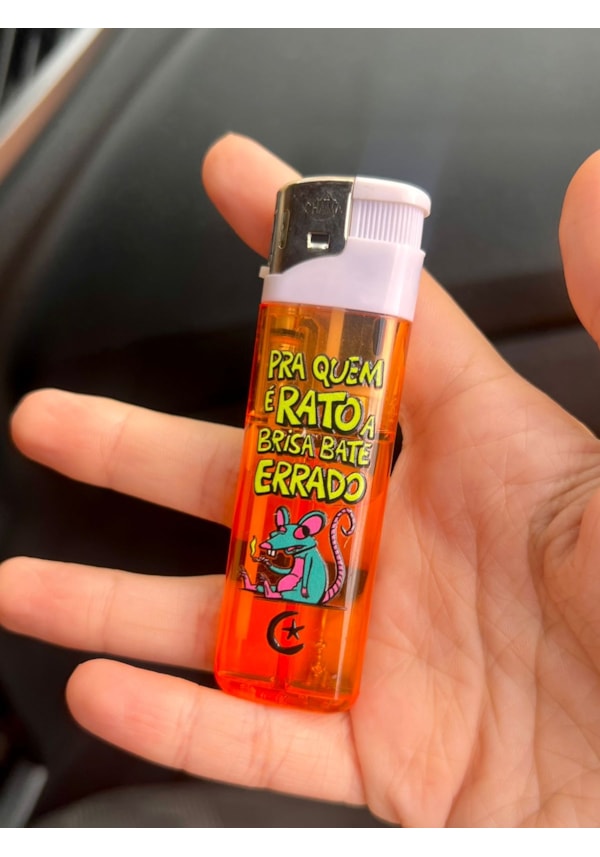 PRA QUEM
É RATO A
BRISA BATE
ERRADO